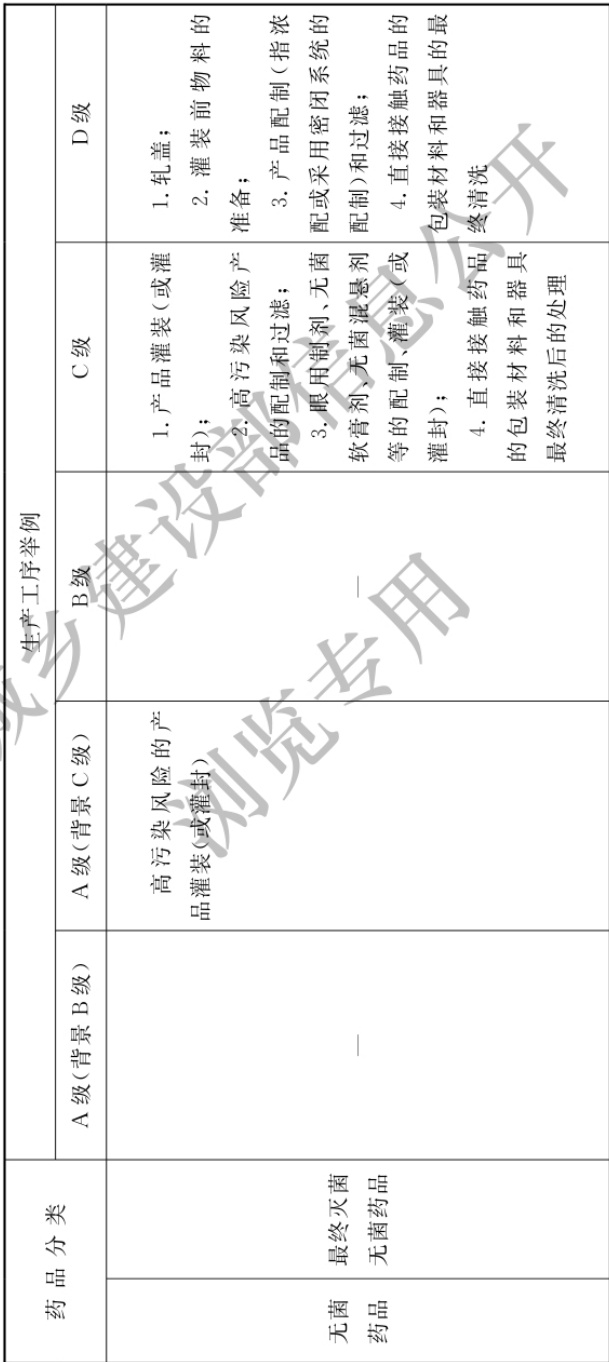 药品分类
生产工序举例
A级(背景B级)
A级(背景C级)
B级
C级
D级
无菌
药品
最终灭菌
无菌药品
—
高污染风险的产
品灌装(或灌封)
—
1. 产品灌装(或灌
封);
2. 高污染风险产
品的配制和过滤;
3. 眼用制剂、无菌
软膏剂、无菌混悬剂
等的配制、灌装(或
灌封);
4. 直接接触药品
的包装材料和器具
最终清洗后的处理
1. 轧盖;
2. 灌装前物料的
准备;
3. 产品配制(指浓
配或采用密闭系统的
配制)和过滤;
4. 直接接触药品的
包装材料和器具的最
终清洗
城乡建设部信息公开
浏览专用